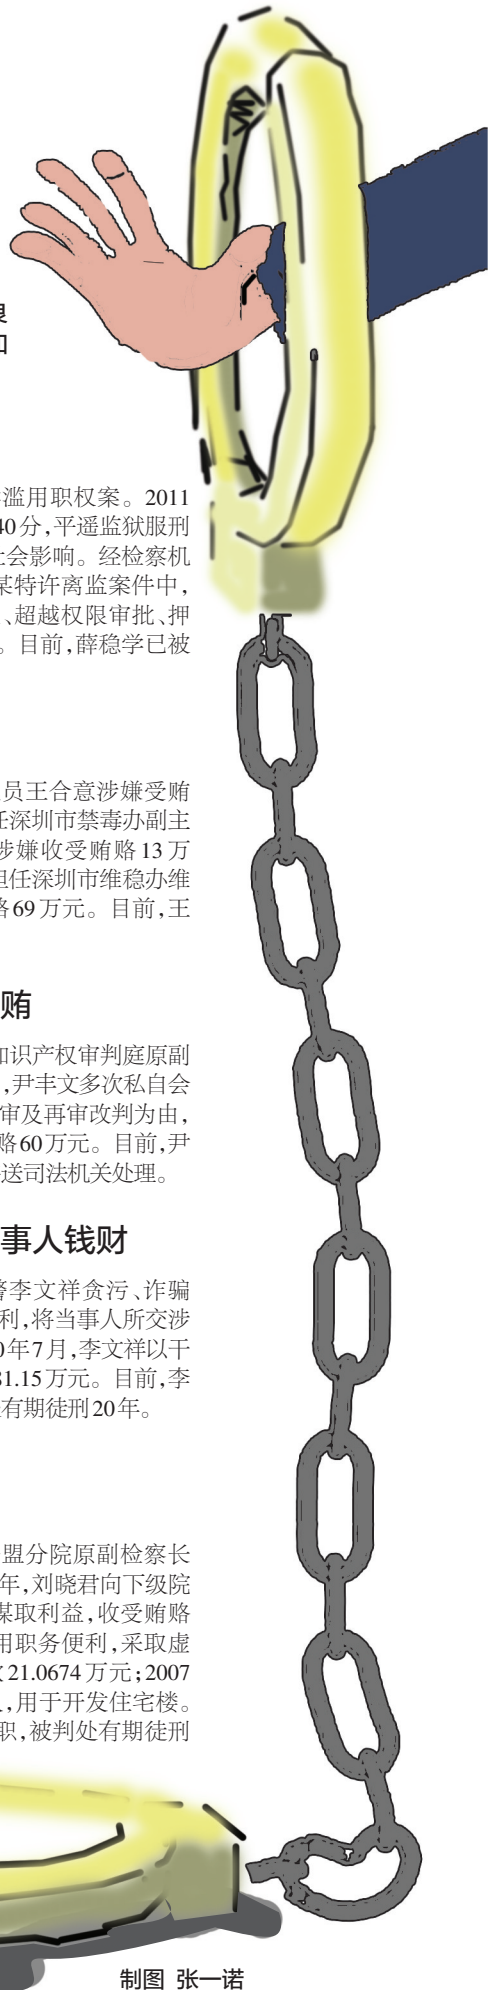 和
滥用职权案。2011
40分,平遥监狱服刑
社会影响。经检察机
某特许离监案件中,
、超越权限审批、押
。目前,薛稳学已被
员王合意涉嫌受贿
任深圳市禁毒办副主
涉嫌收受贿赂13万
担任深圳市维稳办维
赂69万元。目前,王
贿
知识产权审判庭原副
,尹丰文多次私自会
审及再审改判为由,
赂60万元。目前,尹
送司法机关处理。
事人钱财
警李文祥贪污、诈骗
利,将当事人所交涉
0年7月,李文祥以干
81.15万元。目前,李
有期徒刑20年。
盟分院原副检察长
年,刘晓君向下级院
谋取利益,收受贿赂
用职务便利,采取虚
21.0674万元;2007
,用于开发住宅楼。
职,被判处有期徒刑
制图 张一诺